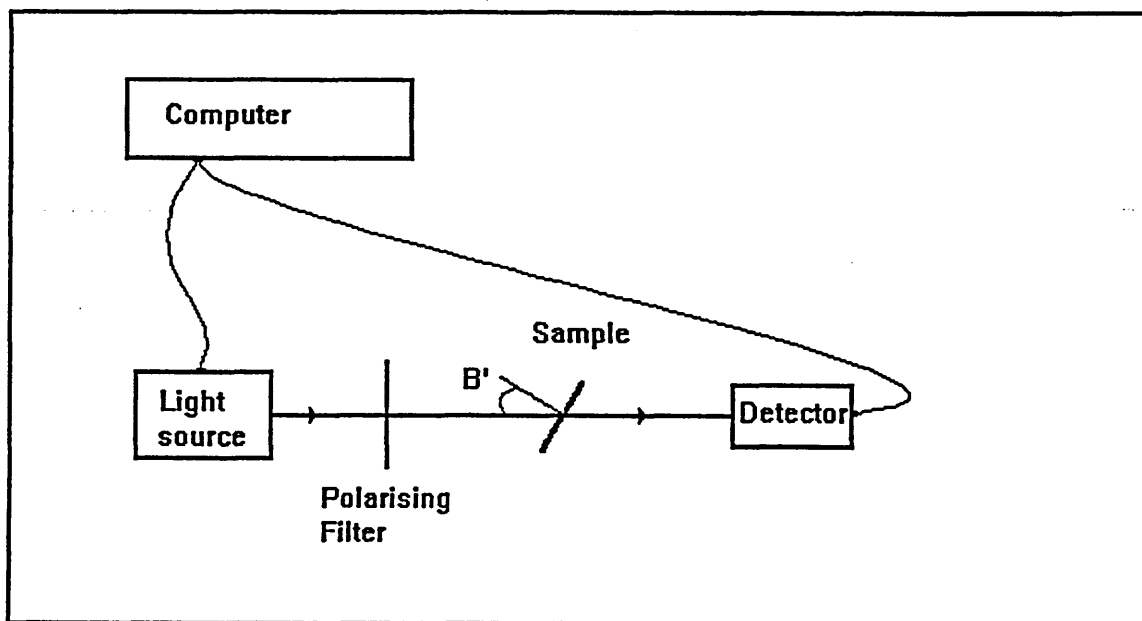 Computer
Sample
B'
Light
source
Detector
Polarising
Filter